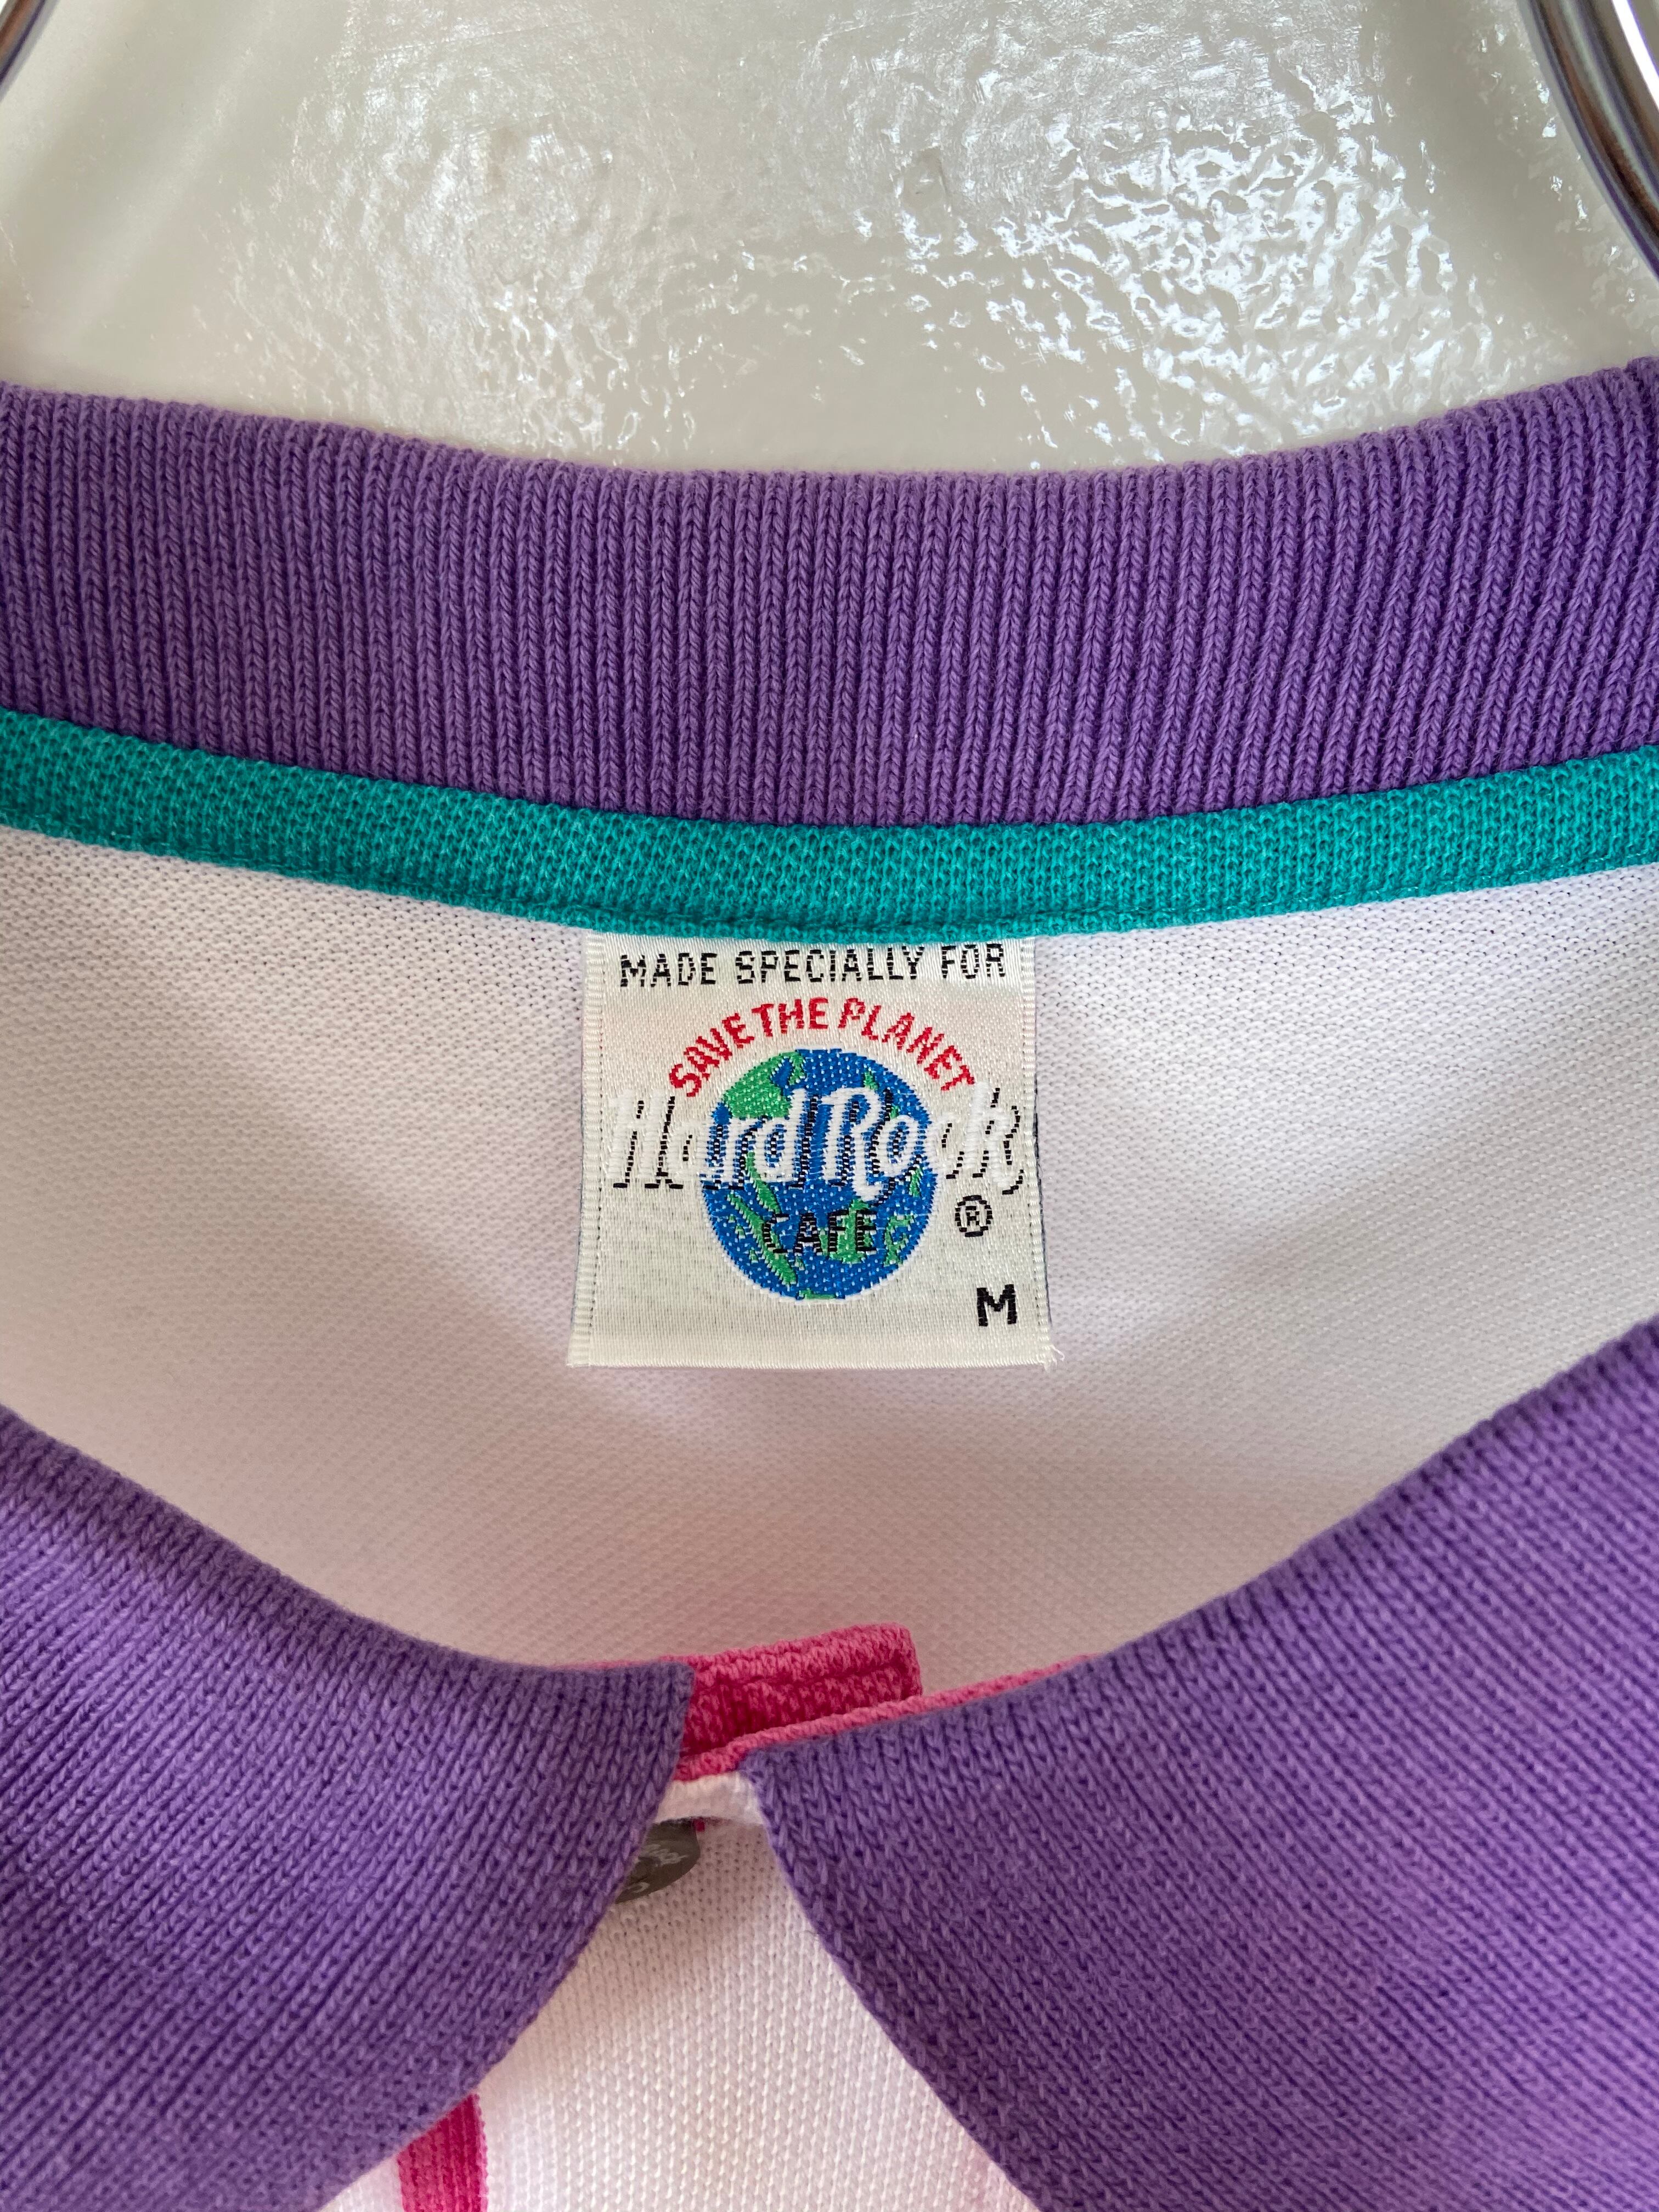 MADE SPECIALLY FOR
SAVE THE PLANET
Hard Rock
CAFE ®
M